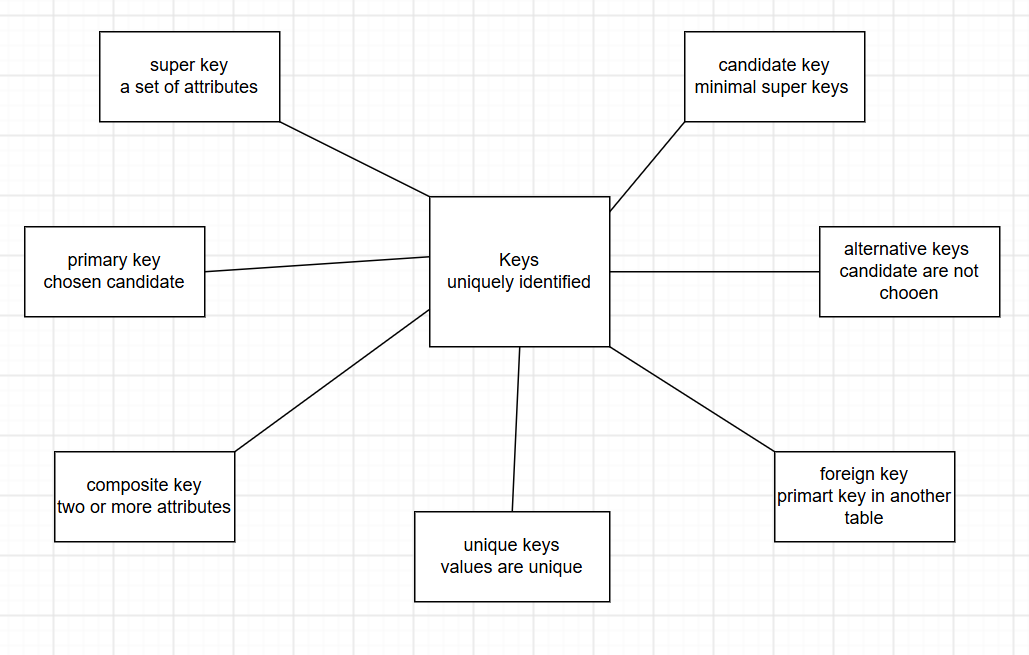 super key
a set of attributes
candidate key
minimal super keys
primary key
chosen candidate
Keys
uniquely identified
alternative keys
candidate are not
chooen
composite key
two or more attributes
unique keys
values are unique
foreign key
primart key in another
table